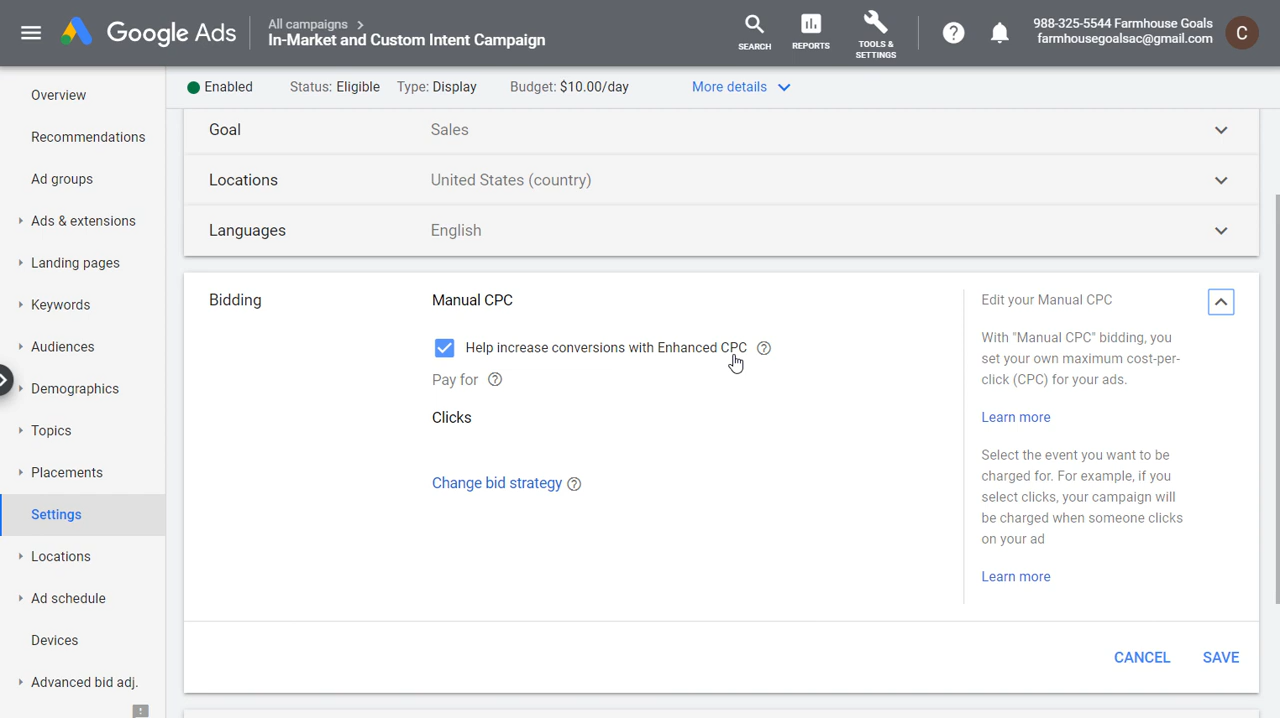 Google Ads
All campaigns >
In-Market and Custom Intent Campaign
SEARCH
REPORTS
TOOLS &
SETTINGS
988-325-5544 Farmhouse Goals
farmhousegoalsac@gmail.com
C
Enabled
Status: Eligible
Type: Display
Budget: $10.00/day
More details
Overview
Recommendations
Ad groups
Ads & extensions
Landing pages
Keywords
Audiences
Demographics
Topics
Placements
Settings
Locations
Ad schedule
Devices
Advanced bid adj.
Goal
Sales
Locations
United States (country)
Languages
English
Bidding
Manual CPC
Help increase conversions with Enhanced CPC
Pay for
Clicks
Change bid strategy
Edit your Manual CPC
With "Manual CPC" bidding, you
set your own maximum cost-per-
click (CPC) for your ads.
Learn more
Select the event you want to be
charged for. For example, if you
select clicks, your campaign will
be charged when someone clicks
on your ad
Learn more
CANCEL
SAVE